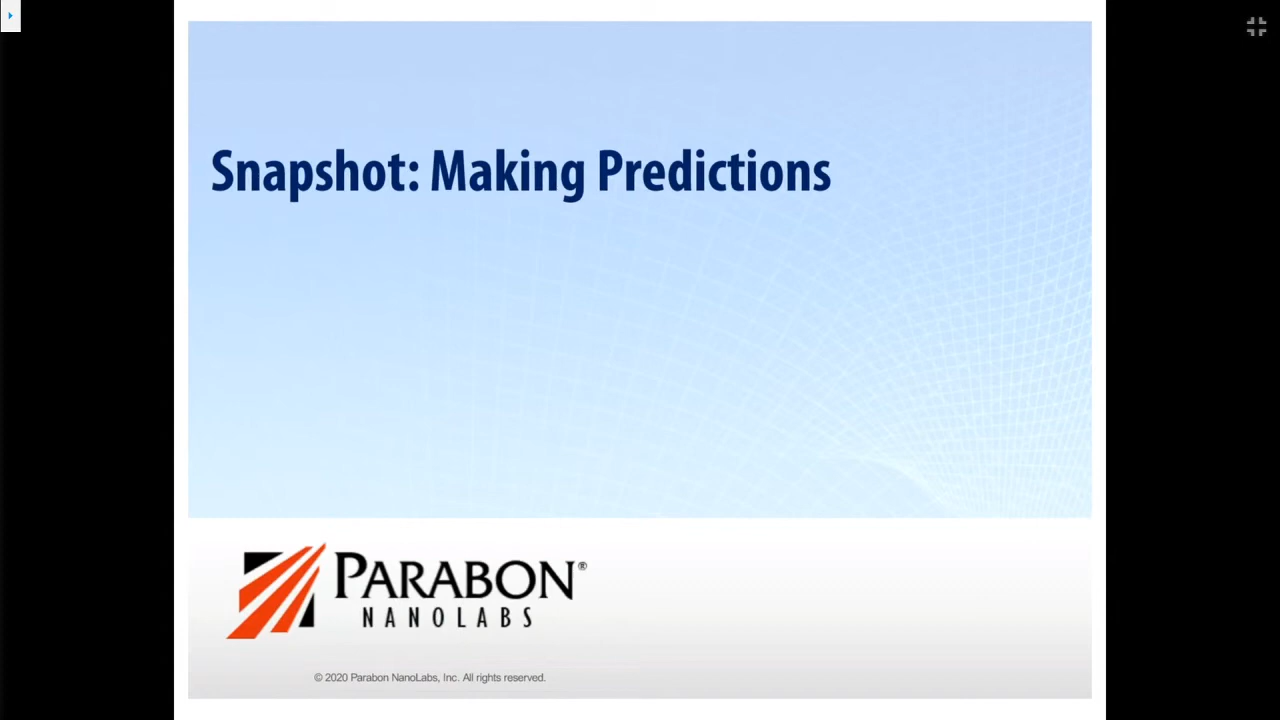 Snapshot: Making Predictions
PARABON®
NANOLABS
© 2020 Parabon NanoLabs, Inc. All rights reserved.